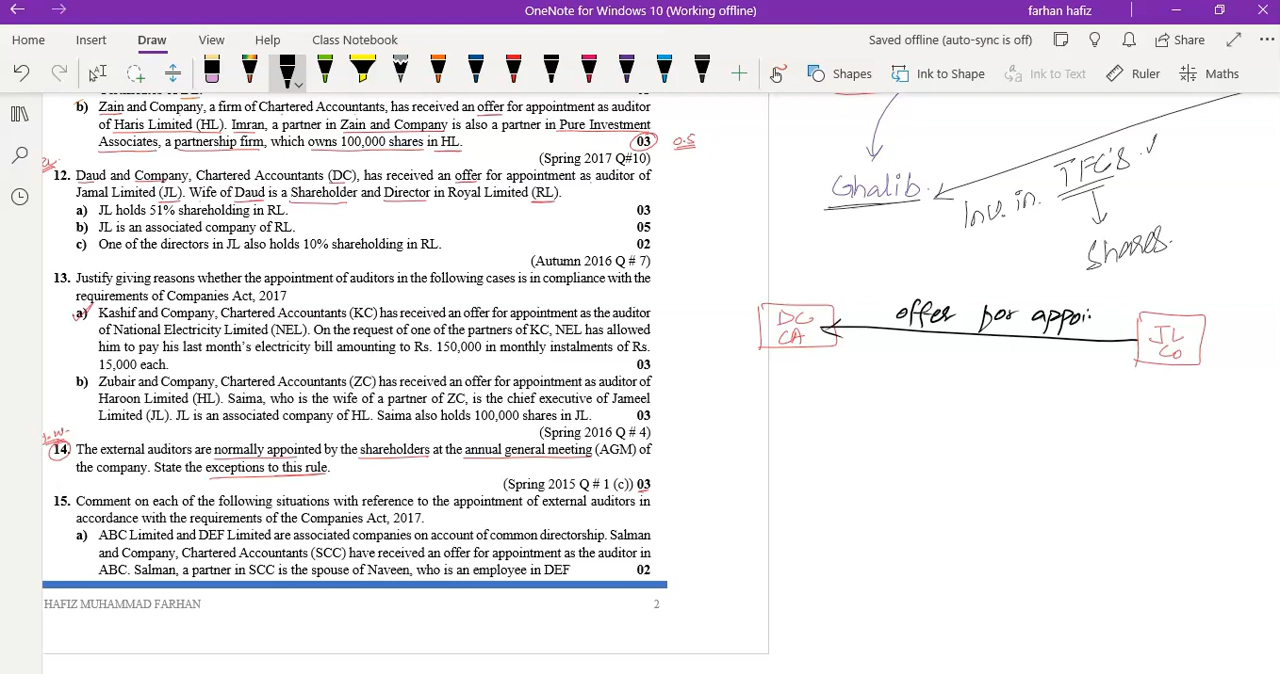 OneNote for Windows 10 (Working offline)
farhan hafiz
Home Insert Draw View Help Class Notebook
Saved offline (auto-sync is off)
Share
Shapes Ink to Shape Ink to Text Ruler Maths
b) Zain and Company, a firm of Chartered Accountants, has received an offer for appointment as auditor
of Haris Limited (HL). Imran, a partner in Zain and Company is also a partner in Pure Investment
Associates, a partnership firm, which owns 100,000 shares in HL. 03 0.5
(Spring 2017 Q#10)
12. Daud and Company, Chartered Accountants (DC), has received an offer for appointment as auditor of
Jamal Limited (JL). Wife of Daud is a Shareholder and Director in Royal Limited (RL).
a) JL holds 51% shareholding in RL. 03
b) JL is an associated company of RL. 05
c) One of the directors in JL also holds 10% shareholding in RL. 02
(Autumn 2016 Q # 7)
13. Justify giving reasons whether the appointment of auditors in the following cases is in compliance with the
requirements of Companies Act, 2017
a) Kashif and Company, Chartered Accountants (KC) has received an offer for appointment as the auditor
of National Electricity Limited (NEL). On the request of one of the partners of KC, NEL has allowed
him to pay his last month's electricity bill amounting to Rs. 150,000 in monthly instalments of Rs.
15,000 each. 03
b) Zubair and Company, Chartered Accountants (ZC) has received an offer for appointment as auditor of
Haroon Limited (HL). Saima, who is the wife of a partner of ZC, is the chief executive of Jameel
Limited (JL). JL is an associated company of HL. Saima also holds 100,000 shares in JL. 03
(Spring 2016 Q # 4)
H.W.
14. The external auditors are normally appointed by the shareholders at the annual general meeting (AGM) of
the company. State the exceptions to this rule.
(Spring 2015 Q # 1 (c)) 03
15. Comment on each of the following situations with reference to the appointment of external auditors in
accordance with the requirements of the Companies Act, 2017.
a) ABC Limited and DEF Limited are associated companies on account of common directorship. Salman
and Company, Chartered Accountants (SCC) have received an offer for appointment as the auditor in
ABC. Salman, a partner in SCC is the spouse of Naveen, who is an employee in DEF 02
HAFIZ MUHAMMAD FARHAN 2
Ghalib
Inv. in. TFC's
Shares.
DC
CA
offer for appoi
JL
Co